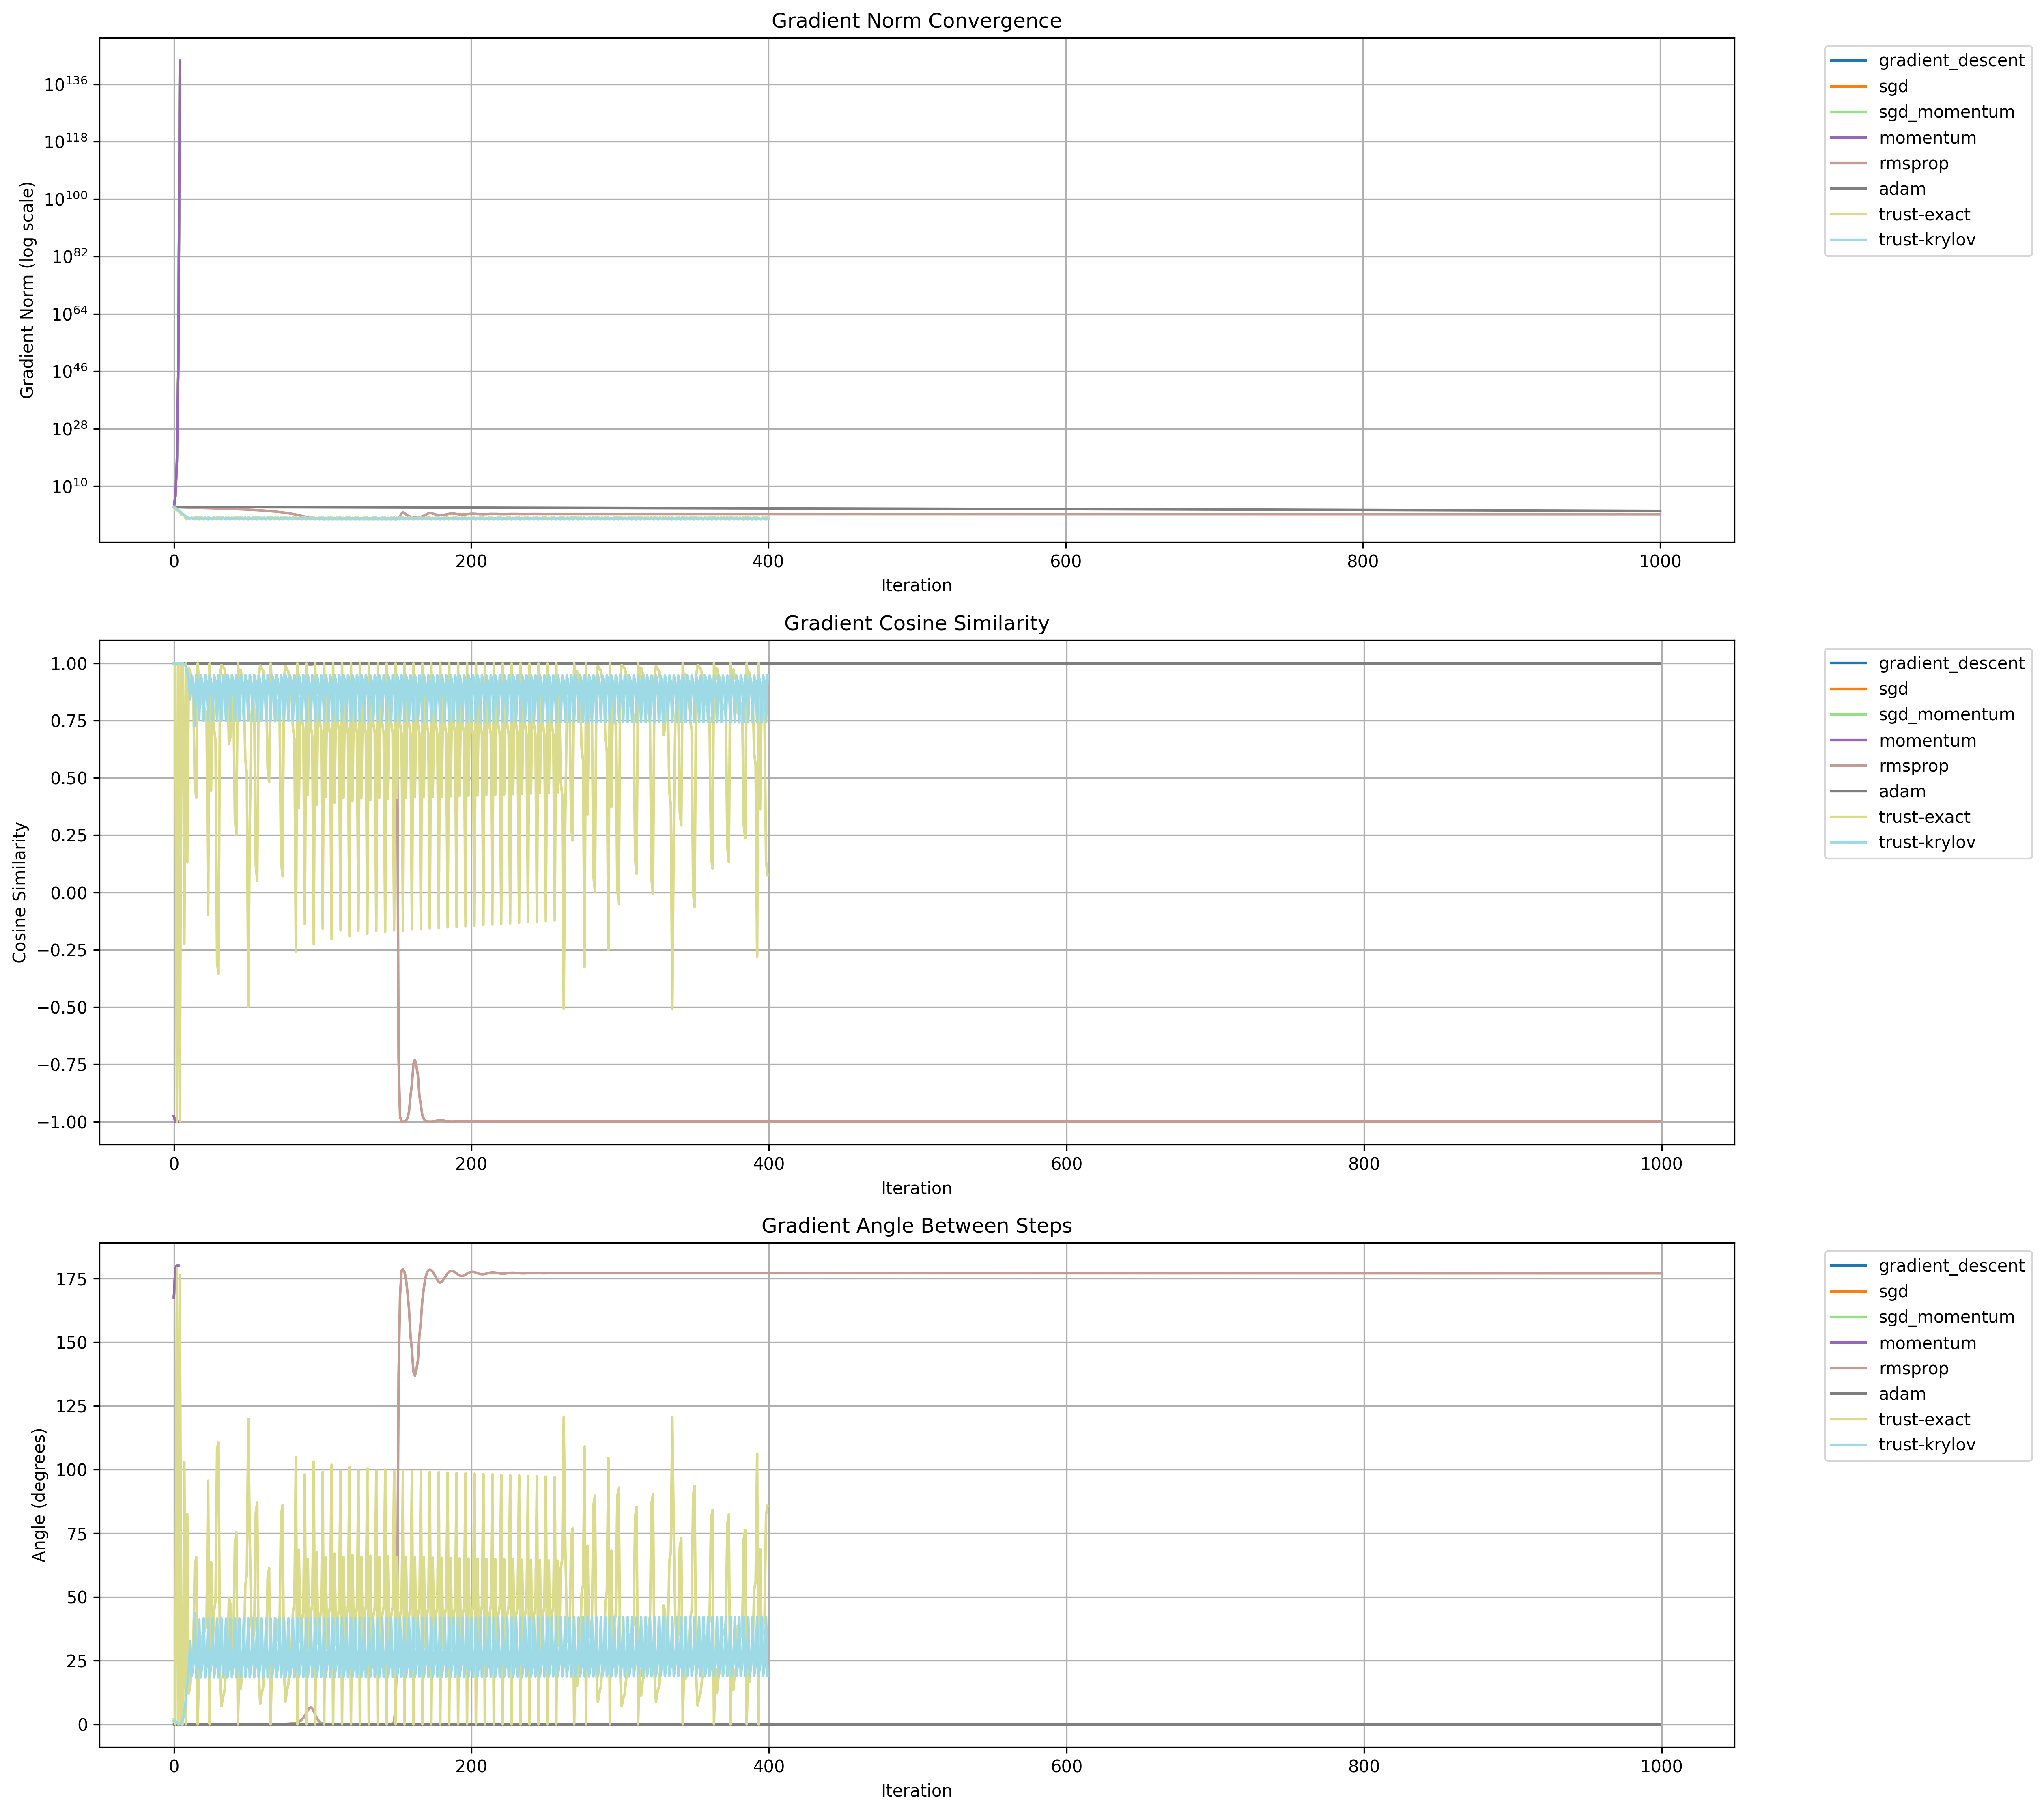 Gradient Norm Convergence
Gradient Norm (log scale)
10^136
10^118
10^100
10^82
10^64
10^46
10^28
10^10
0 200 400 600 800 1000
Iteration
gradient_descent
sgd
sgd_momentum
momentum
rmsprop
adam
trust-exact
trust-krylov
Gradient Cosine Similarity
Cosine Similarity
1.00
0.75
0.50
0.25
0.00
−0.25
−0.50
−0.75
−1.00
0 200 400 600 800 1000
Iteration
gradient_descent
sgd
sgd_momentum
momentum
rmsprop
adam
trust-exact
trust-krylov
Gradient Angle Between Steps
Angle (degrees)
175
150
125
100
75
50
25
0
0 200 400 600 800 1000
Iteration
gradient_descent
sgd
sgd_momentum
momentum
rmsprop
adam
trust-exact
trust-krylov